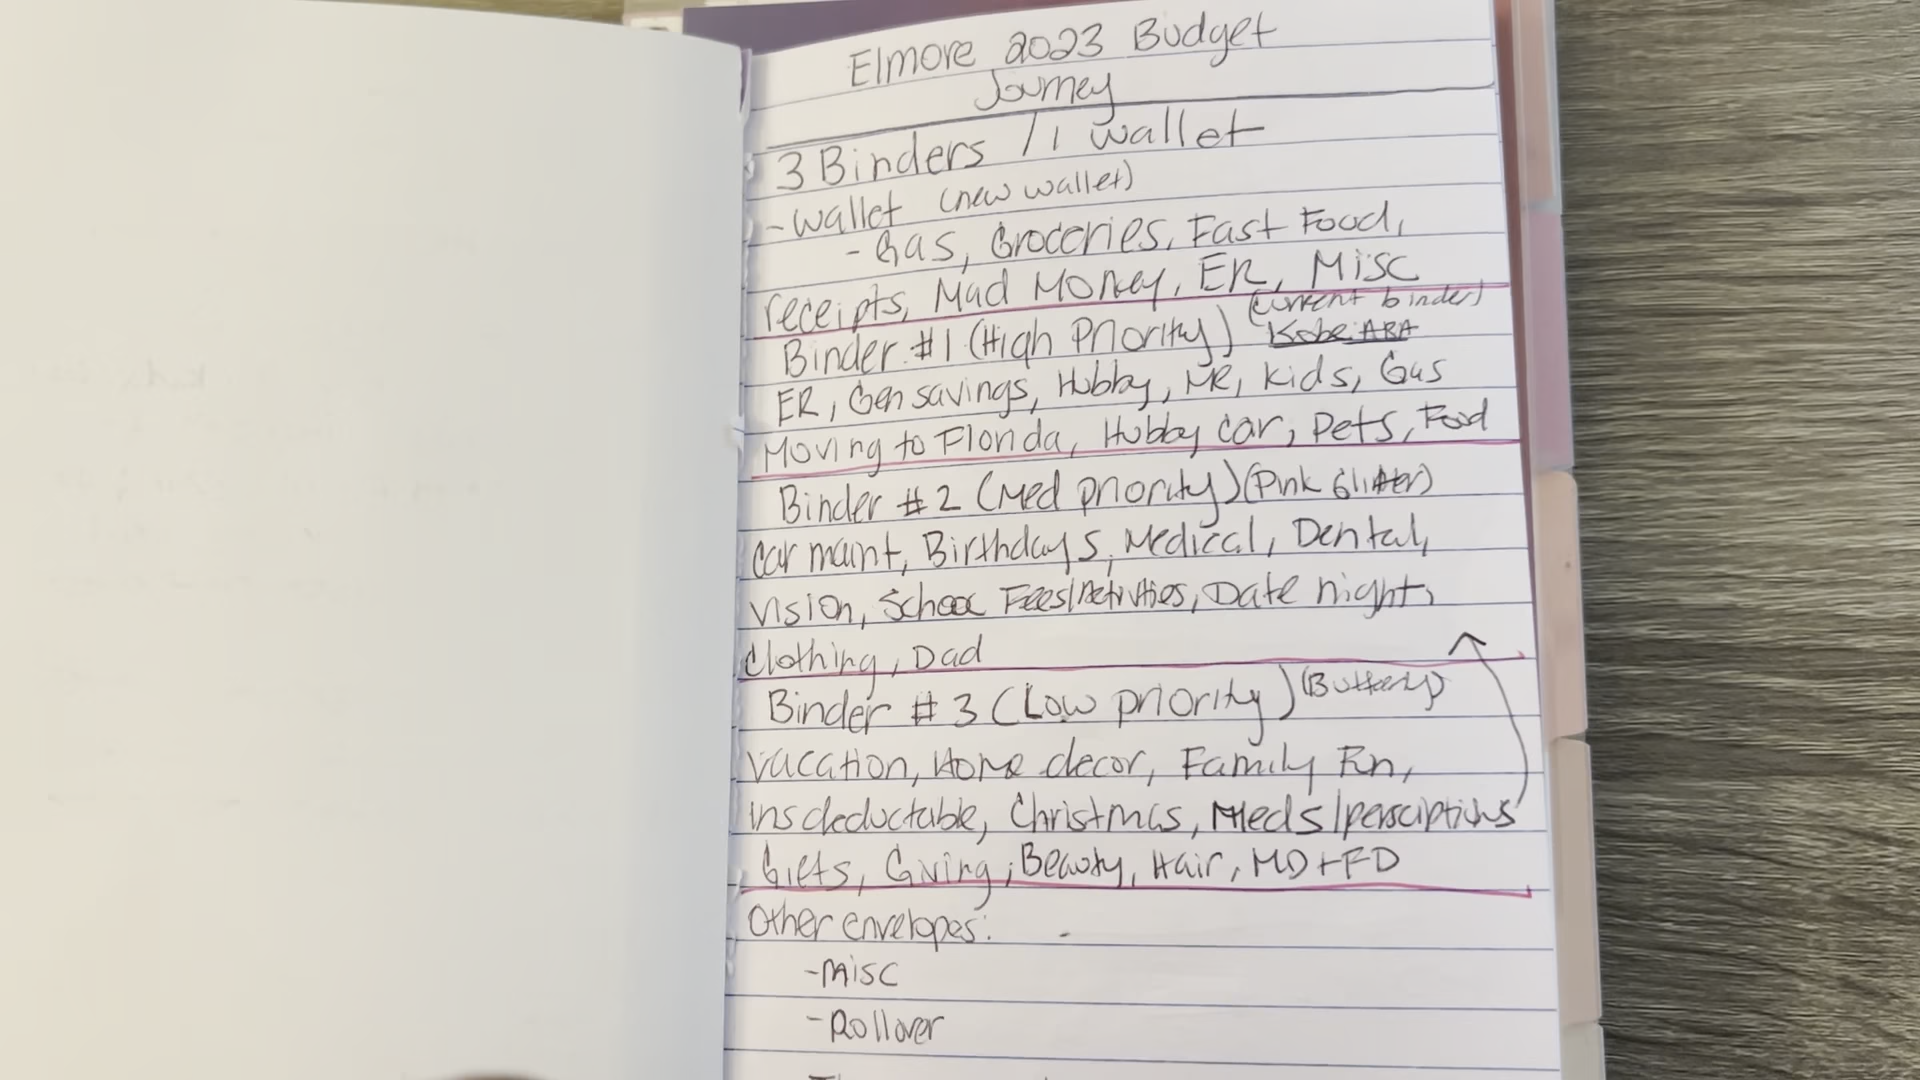 Elmore 2023 Budget
Journey
3 Binders / 1 wallet
- wallet (new wallet)
- Gas, Groceries, Fast Food,
receipts, Mad Money, ER, Misc
Binder #1 (High Priority) (current binder)
ER, Gen savings, Hubby, ME, Kids, Gas
Moving to Florida, Hubby car, Pets, Food
Binder #2 (Med priority) (Pink Glitter)
car maint, Birthdays, Medical, Dental,
vision, School Fees/Activities, Date night,
Clothing, Dad
Binder #3 (Low priority) (Butterfly)
vacation, Home decor, Family Fun,
ins deductable, Christmas, Meds/persciptions
Gifts, Giving, Beauty, Hair, MD+FD
Other envelopes:
- misc
- Rollover